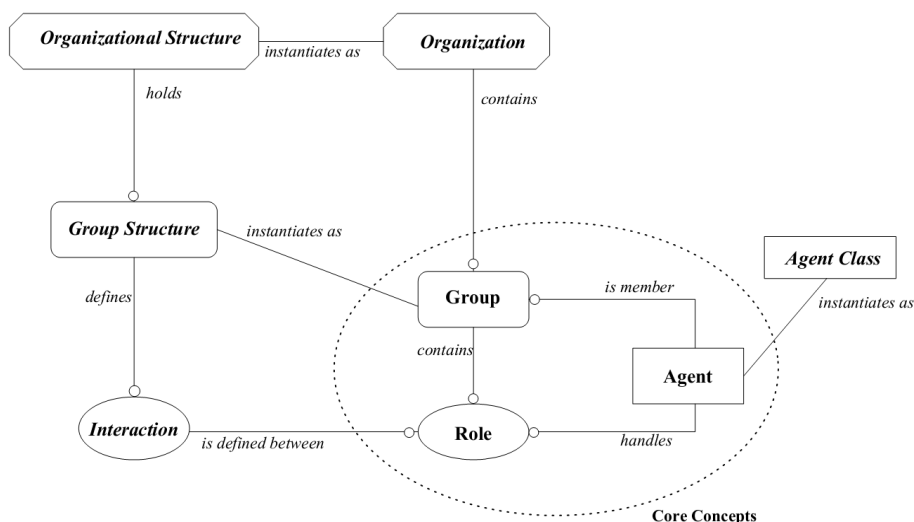 Organizational Structure
instantiates as
Organization
holds
contains
Group Structure
instantiates as
Agent Class
defines
Group
is member
instantiates as
contains
Agent
Interaction
is defined between
Role
handles
Core Concepts